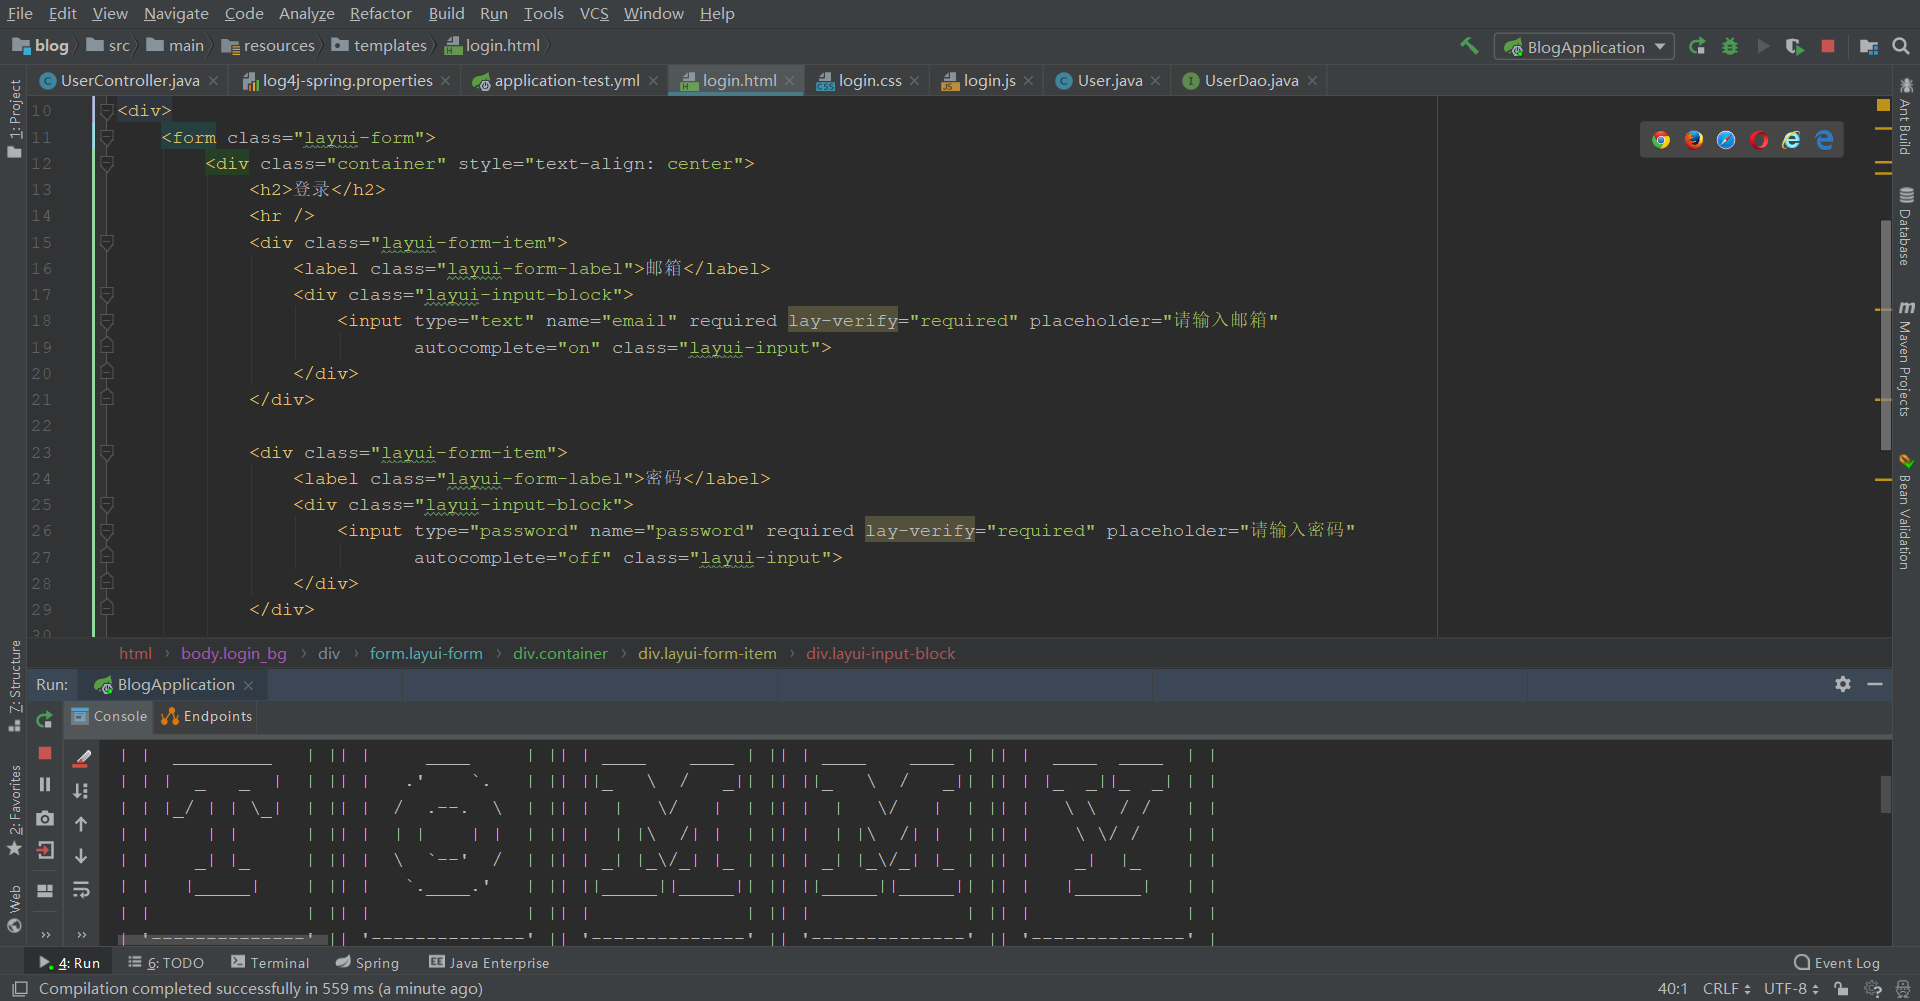 File Edit View Navigate Code Analyze Refactor Build Run Tools VCS Window Help
blog src main resources templates login.html
BlogApplication
UserController.java log4j-spring.properties application-test.yml login.html login.css login.js User.java UserDao.java
1: Project
7: Structure
2: Favorites
Web
Ant Build
Database
Maven Projects
Bean Validation
10 <div>
11 <form class="layui-form">
12 <div class="container" style="text-align: center">
13 <h2>登录</h2>
14 <hr />
15 <div class="layui-form-item">
16 <label class="layui-form-label">邮箱</label>
17 <div class="layui-input-block">
18 <input type="text" name="email" required lay-verify="required" placeholder="请输入邮箱"
19 autocomplete="on" class="layui-input">
20 </div>
21 </div>
22
23 <div class="layui-form-item">
24 <label class="layui-form-label">密码</label>
25 <div class="layui-input-block">
26 <input type="password" name="password" required lay-verify="required" placeholder="请输入密码"
27 autocomplete="off" class="layui-input">
28 </div>
29 </div>
30
html › body.login_bg › div › form.layui-form › div.container › div.layui-form-item › div.layui-input-block
Run: BlogApplication
Console Endpoints
TOMMY
4: Run 6: TODO Terminal Spring Java Enterprise Event Log
Compilation completed successfully in 559 ms (a minute ago) 40:1 CRLF UTF-8